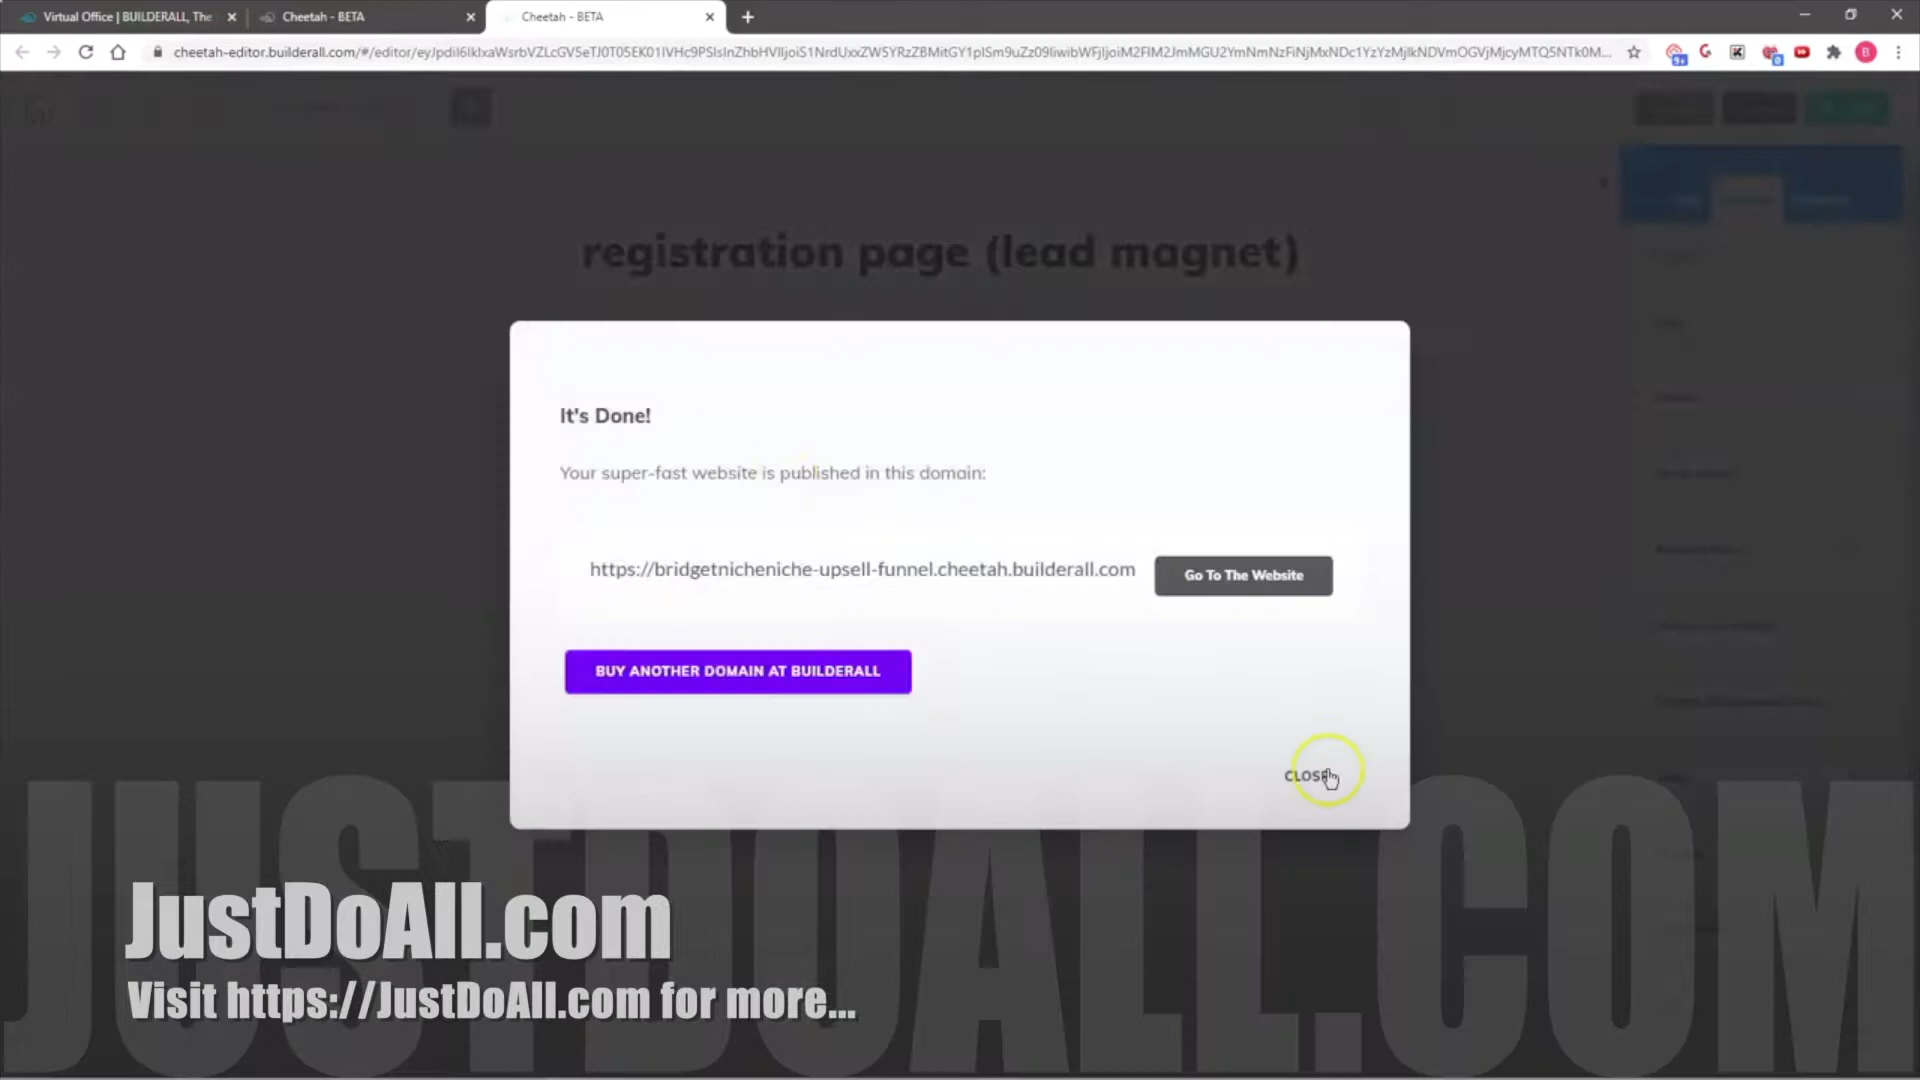 Virtual Office | BUILDERALL, The
Cheetah - BETA
Cheetah - BETA
registration page (lead magnet)
It's Done!
Your super-fast website is published in this domain:
https://bridgetnicheniche-upsell-funnel.cheetah.builderall.com
Go To The Website
BUY ANOTHER DOMAIN AT BUILDERALL
CLOSE
JUSTDOALL.COM
JustDoAll.com
Visit https://JustDoAll.com for more...